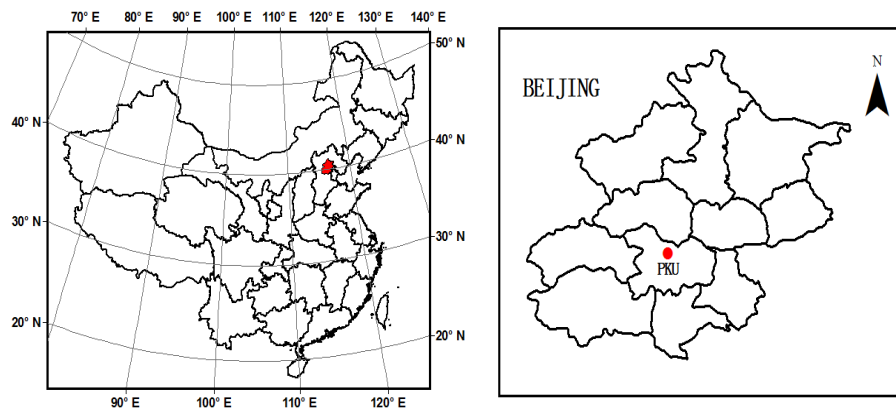 70° E 80° E 90° E 100° E 110° E 120° E 130° E 140° E
50° N
40° N
40° N
30° N
30° N
20° N
20° N
90° E 100° E 110° E 120° E
BEIJING
N
PKU